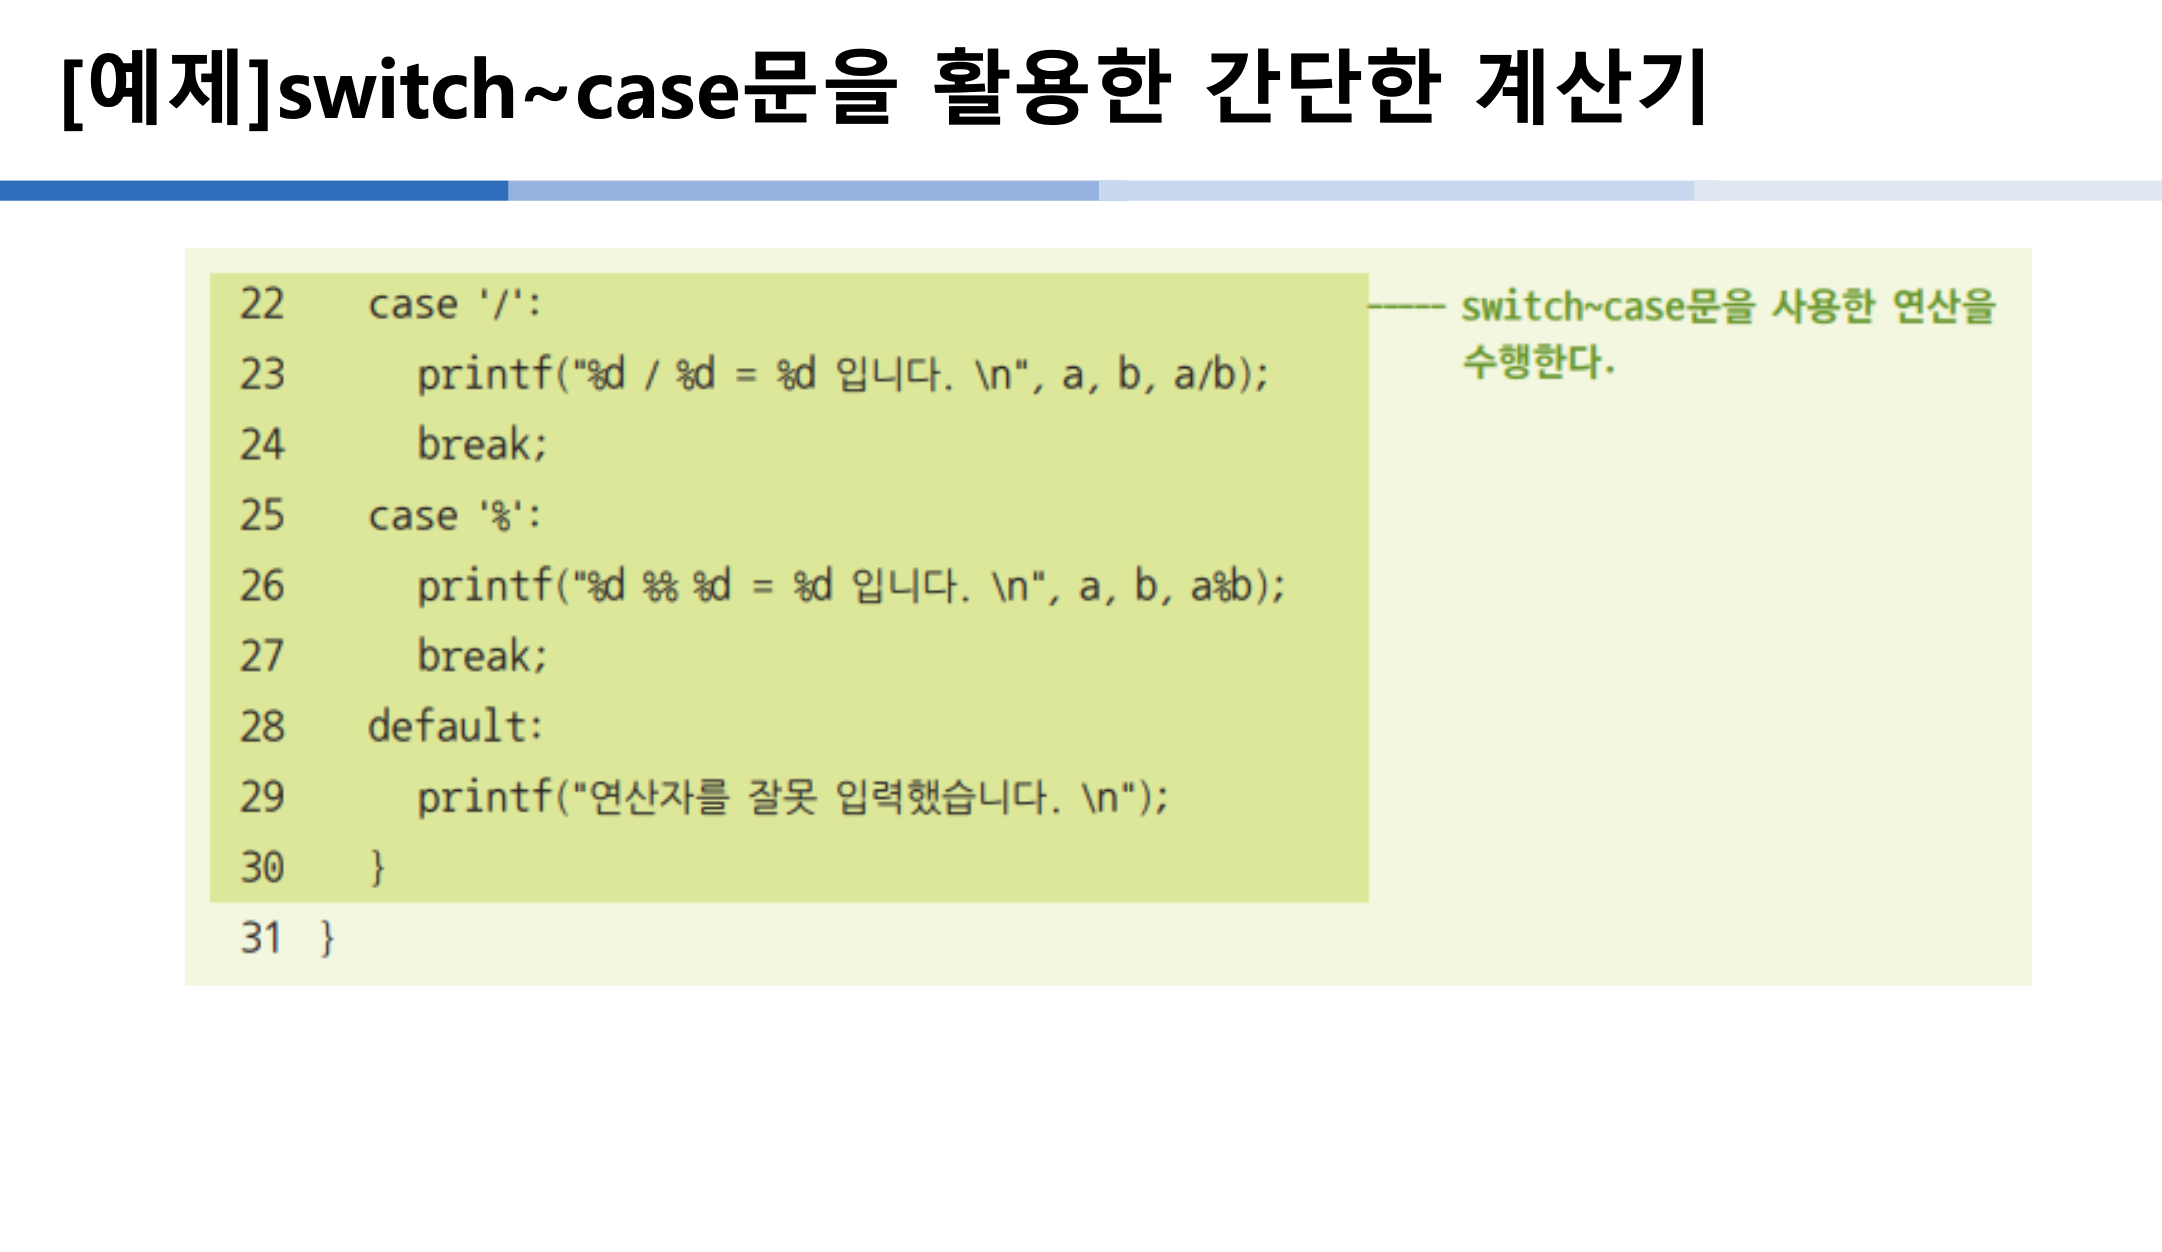 [예제]switch~case문을 활용한 간단한 계산기
22 case '/': ----- switch~case문을 사용한 연산을
수행한다.
23 printf("%d / %d = %d 입니다. \n", a, b, a/b);
24 break;
25 case '%':
26 printf("%d %% %d = %d 입니다. \n", a, b, a%b);
27 break;
28 default:
29 printf("연산자를 잘못 입력했습니다. \n");
30 }
31 }